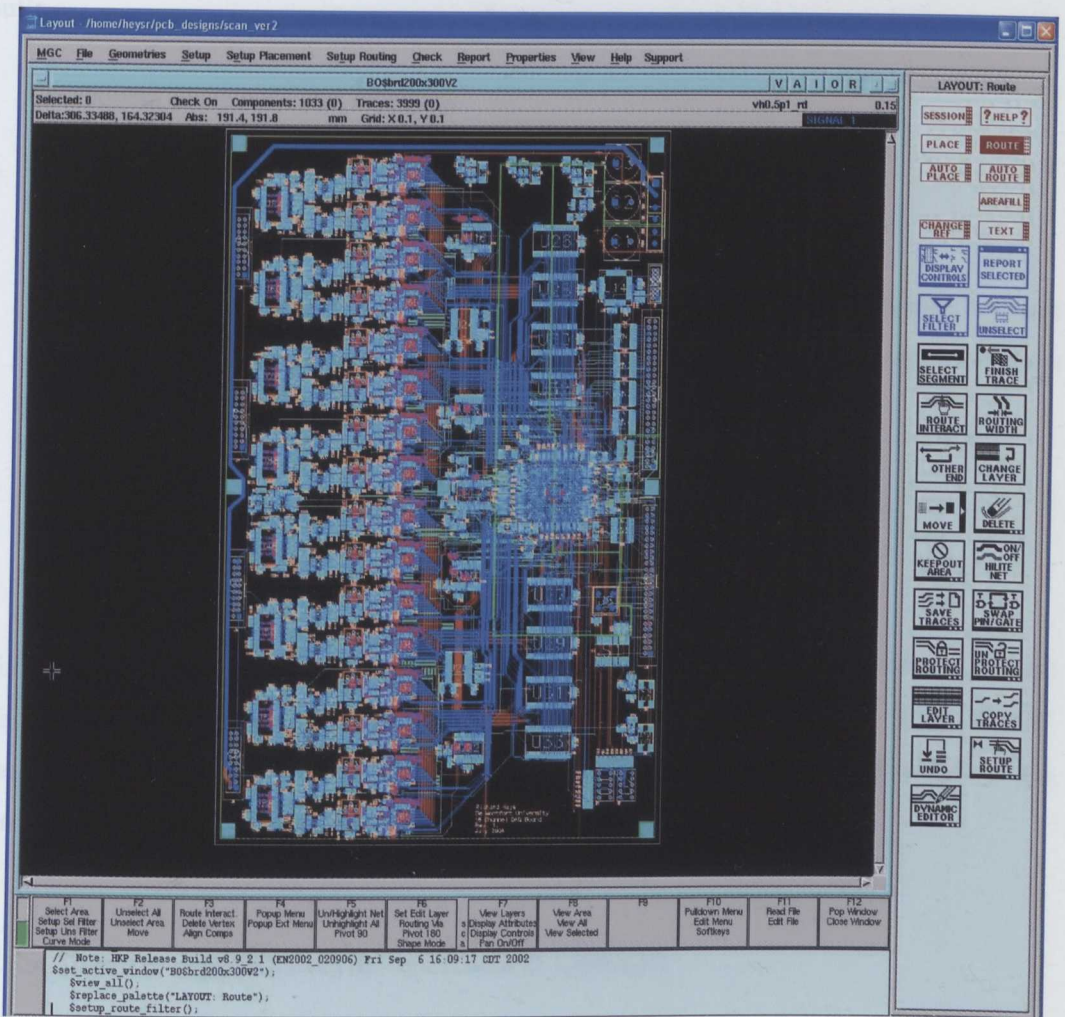 Layout - /home/heysr/pcb_designs/scan_ver2
MGC File Geometries Setup Setup Placement Setup Routing Check Report Properties View Help Support
BO$brd200x300V2
V A I O R
Selected: 0 Check On Components: 1033 (0) Traces: 3999 (0) vh0.5p1_rd 0.15
Delta:306.33488, 164.32304 Abs: 191.4, 191.8 mm Grid: X 0.1, Y 0.1 SIGNAL_1
LAYOUT: Route
SESSION ? HELP ?
PLACE ROUTE
AUTO PLACE AUTO ROUTE
AREAFILL
CHANGE REF TEXT
DISPLAY CONTROLS REPORT SELECTED
SELECT FILTER UNSELECT
SELECT SEGMENT FINISH TRACE
ROUTE INTERACT ROUTING WIDTH
OTHER END CHANGE LAYER
MOVE DELETE
KEEPOUT AREA ON/OFF HILITE NET
SAVE TRACES SWAP PIN/GATE
PROTECT ROUTING UN PROTECT ROUTING
EDIT LAYER COPY TRACES
UNDO SETUP ROUTE
DYNAMIC EDITOR
U28
F1 F2 F3 F4 F5 F6 F7 F8 F9 F10 F11 F12
Select Area Unselect All Route Interact. Popup Menu Un/Highlight Net Set Edit Layer View Layers View Area Pulldown Menu Read File Pop Window
Setup Sel Filter Unselect Area Delete Vertex Popup Ext Menu Unhighlight All Routing Via s Display Attributes View All Edit Menu Edit File Close Window
Setup Uns Filter Move Align Comps Pivot 90 Pivot 180 c Display Controls View Selected Softkeys
Curve Mode Shape Mode a Pan On/Off
// Note: HKP Release Build v8.9_2.1 (EN2002_020906) Fri Sep 6 16:09:17 CDT 2002
$set_active_window("BO$brd200x300V2");
$view_all();
$replace_palette("LAYOUT: Route");
$setup_route_filter();